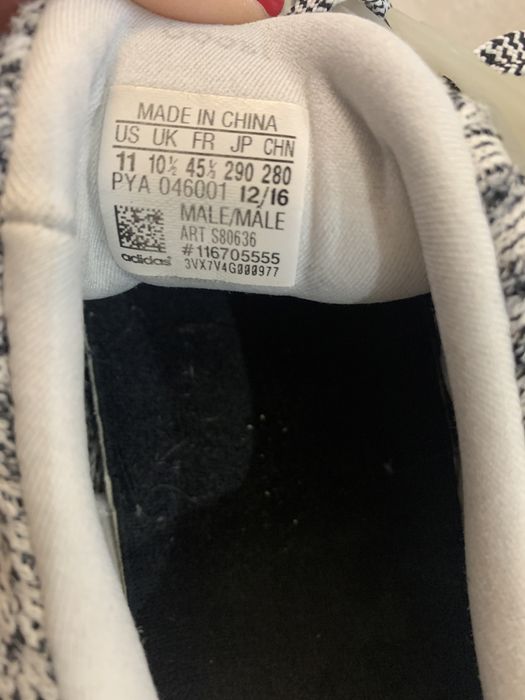 MADE IN CHINA
US UK FR JP CHN
11 10½ 45⅓ 290 280
PYA 046001 12/16
MALE/MÂLE
ART S80636
#116705555
adidas 3VX7V4G000977